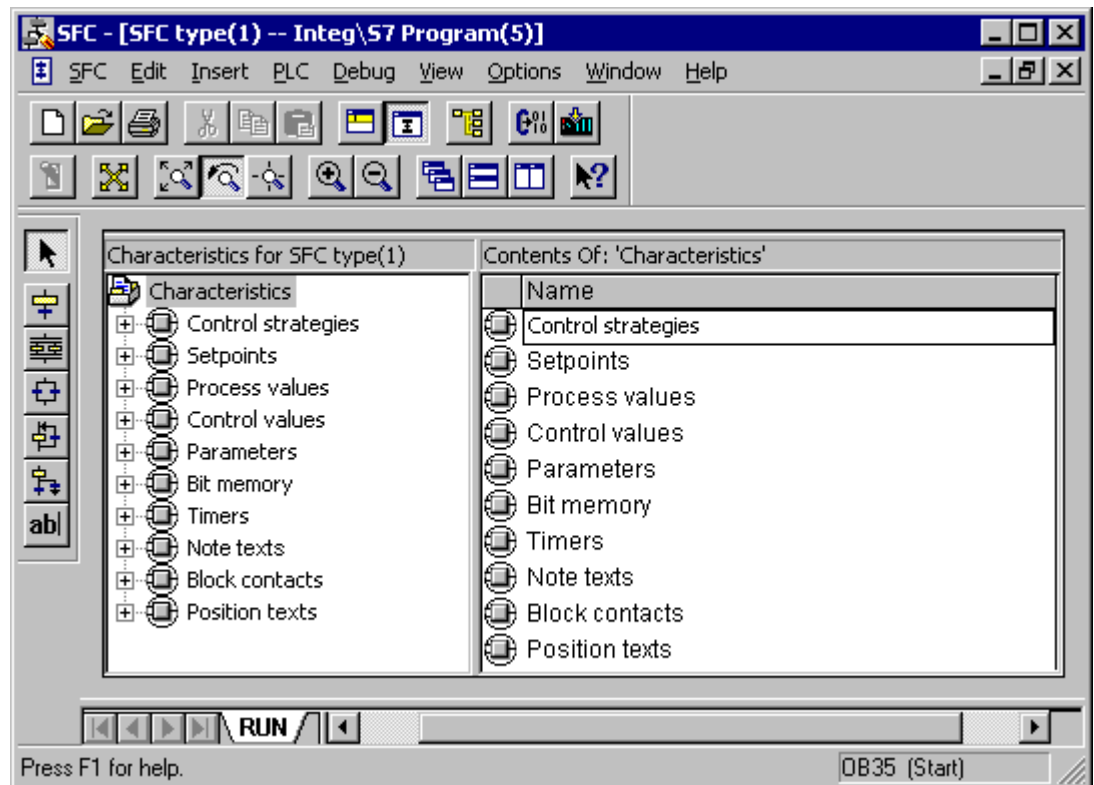 SFC - [SFC type(1) -- Integ\S7 Program(5)]
SFC Edit Insert PLC Debug View Options Window Help
Characteristics for SFC type(1)
Characteristics
Control strategies
Setpoints
Process values
Control values
Parameters
Bit memory
Timers
Note texts
Block contacts
Position texts
Contents Of: 'Characteristics'
Name
Control strategies
Setpoints
Process values
Control values
Parameters
Bit memory
Timers
Note texts
Block contacts
Position texts
ab|
RUN
Press F1 for help.
OB35 (Start)